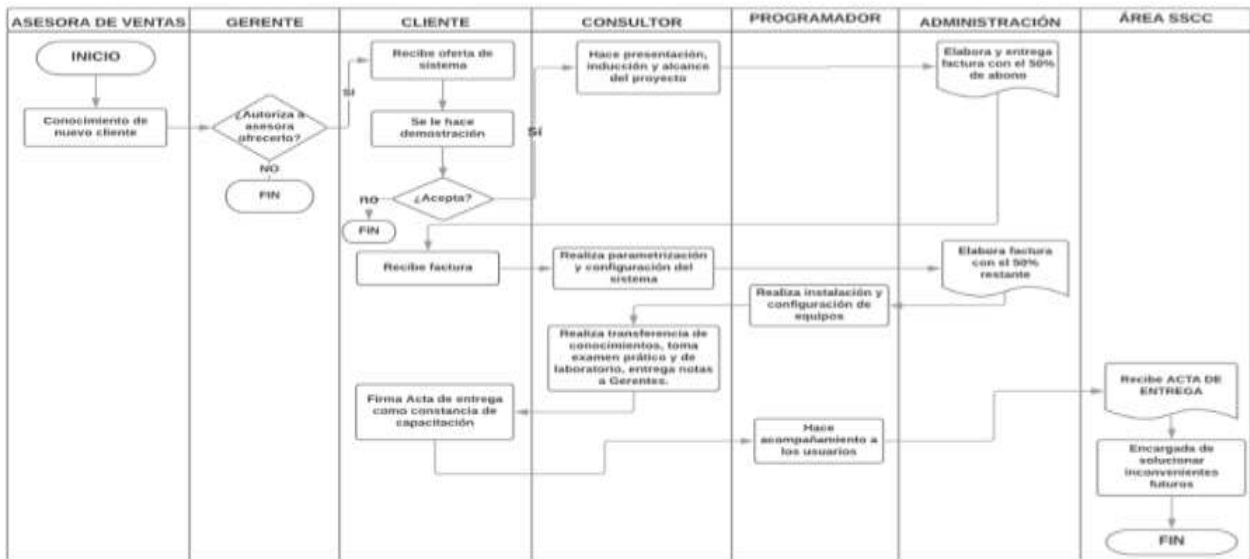 ASESORA DE VENTAS
GERENTE
CLIENTE
CONSULTOR
PROGRAMADOR
ADMINISTRACIÓN
ÁREA SSCC
INICIO
Conocimiento de
nuevo cliente
¿Autoriza a
asesora
ofrecerlo?
NO
FIN
si
Recibe oferta de
sistema
Se le hace
demostración
¿Acepta?
no
FIN
Sí
Hace presentación,
inducción y alcance
del proyecto
Elabora y entrega
factura con el 50%
de abono
Recibe factura
Realiza parametrización
y configuración del
sistema
Elabora factura
con el 50%
restante
Realiza instalación y
configuración de
equipos
Realiza transferencia de
conocimientos, toma
examen prático y de
laboratorio, entrega notas
a Gerentes.
Firma Acta de entrega
como constancia de
capacitación
Hace
acompañamiento a
los usuarios
Recibe ACTA DE
ENTREGA
Encargada de
solucionar
inconvenientes
futuros
FIN